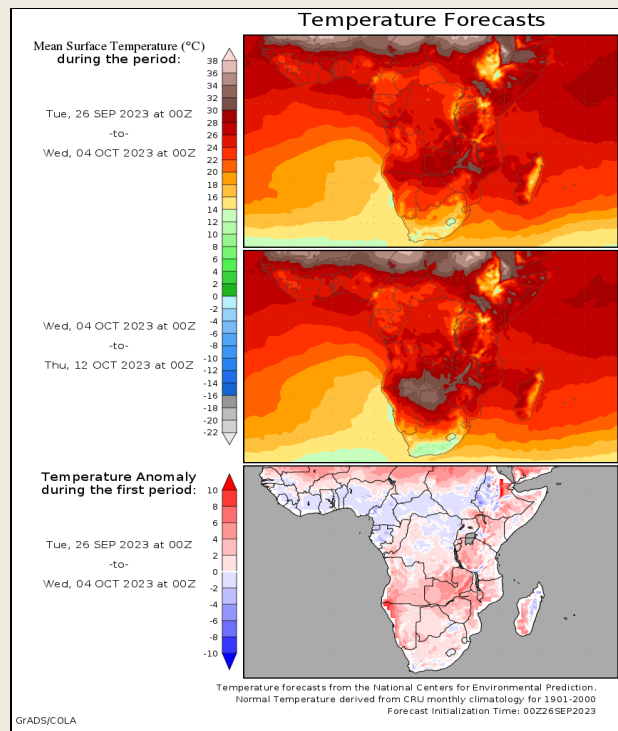 Temperature Forecasts
Mean Surface Temperature (°C)
during the period:
Tue, 26 SEP 2023 at 00Z
-to-
Wed, 04 OCT 2023 at 00Z
38
36
34
32
30
28
26
24
22
20
18
16
14
12
10
8
6
4
2
0
-2
-4
-6
-8
-10
-12
-14
-16
-18
-20
-22
Wed, 04 OCT 2023 at 00Z
-to-
Thu, 12 OCT 2023 at 00Z
Temperature Anomaly
during the first period:
Tue, 26 SEP 2023 at 00Z
-to-
Wed, 04 OCT 2023 at 00Z
10
8
6
4
2
0
-2
-4
-6
-8
-10
Temperature forecasts from the National Centers for Environmental Prediction.
Normal Temperature derived from CRU monthly climatology for 1901-2000
Forecast Initialization Time: 00Z26SEP2023
GrADS/COLA